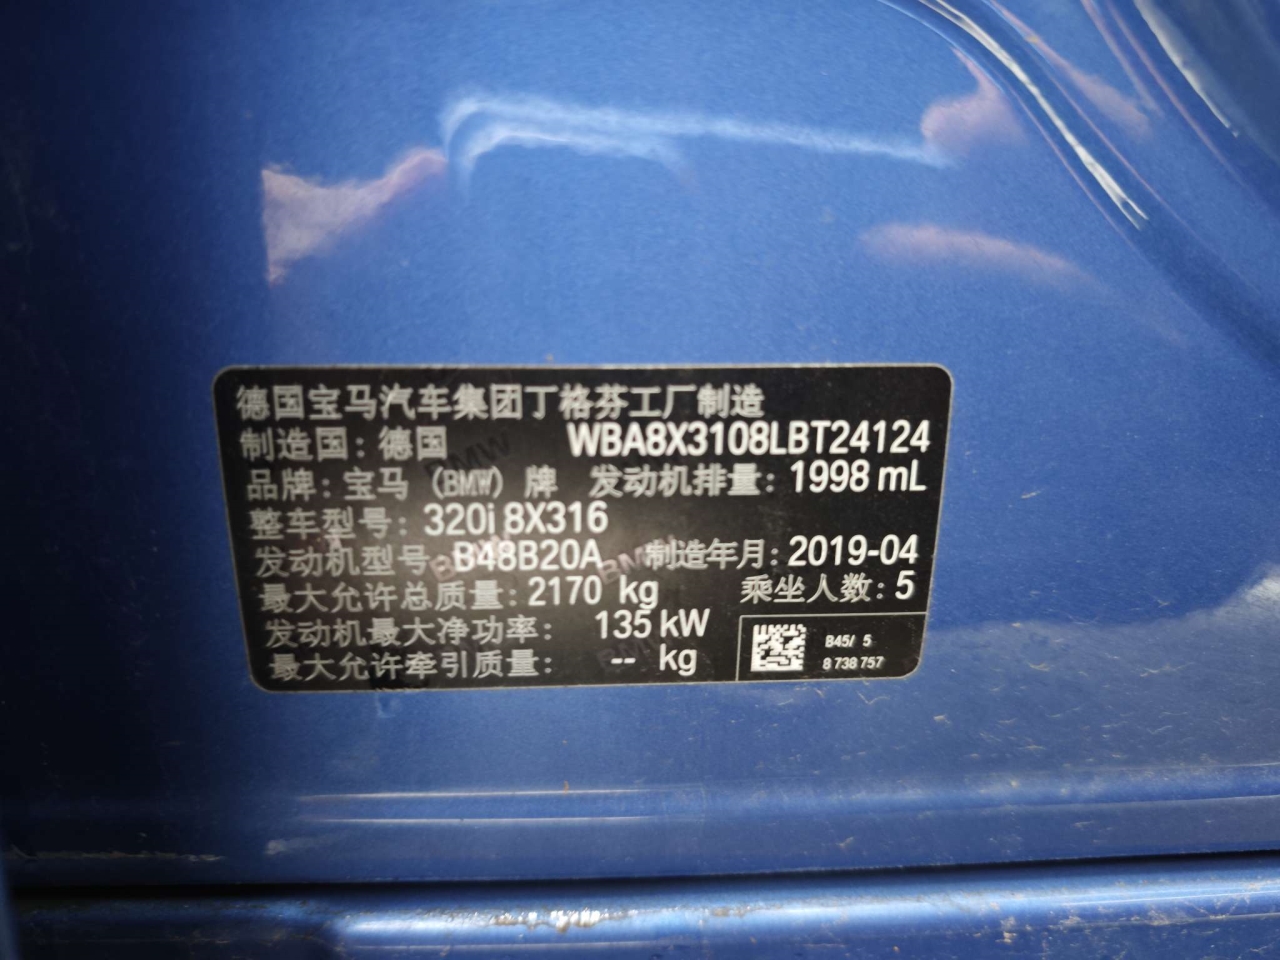 德国宝马汽车集团丁格芬工厂制造
制造国：德国 WBA8X3108LBT24124
品牌：宝马（BMW）牌 发动机排量：1998 mL
整车型号：320i 8X316
发动机型号：B48B20A 制造年月：2019-04
最大允许总质量：2170 kg 乘坐人数：5
发动机最大净功率： 135 kW
最大允许牵引质量： -- kg
B45/ 5
8 738 757
BMW
BMW
BMW
BMW